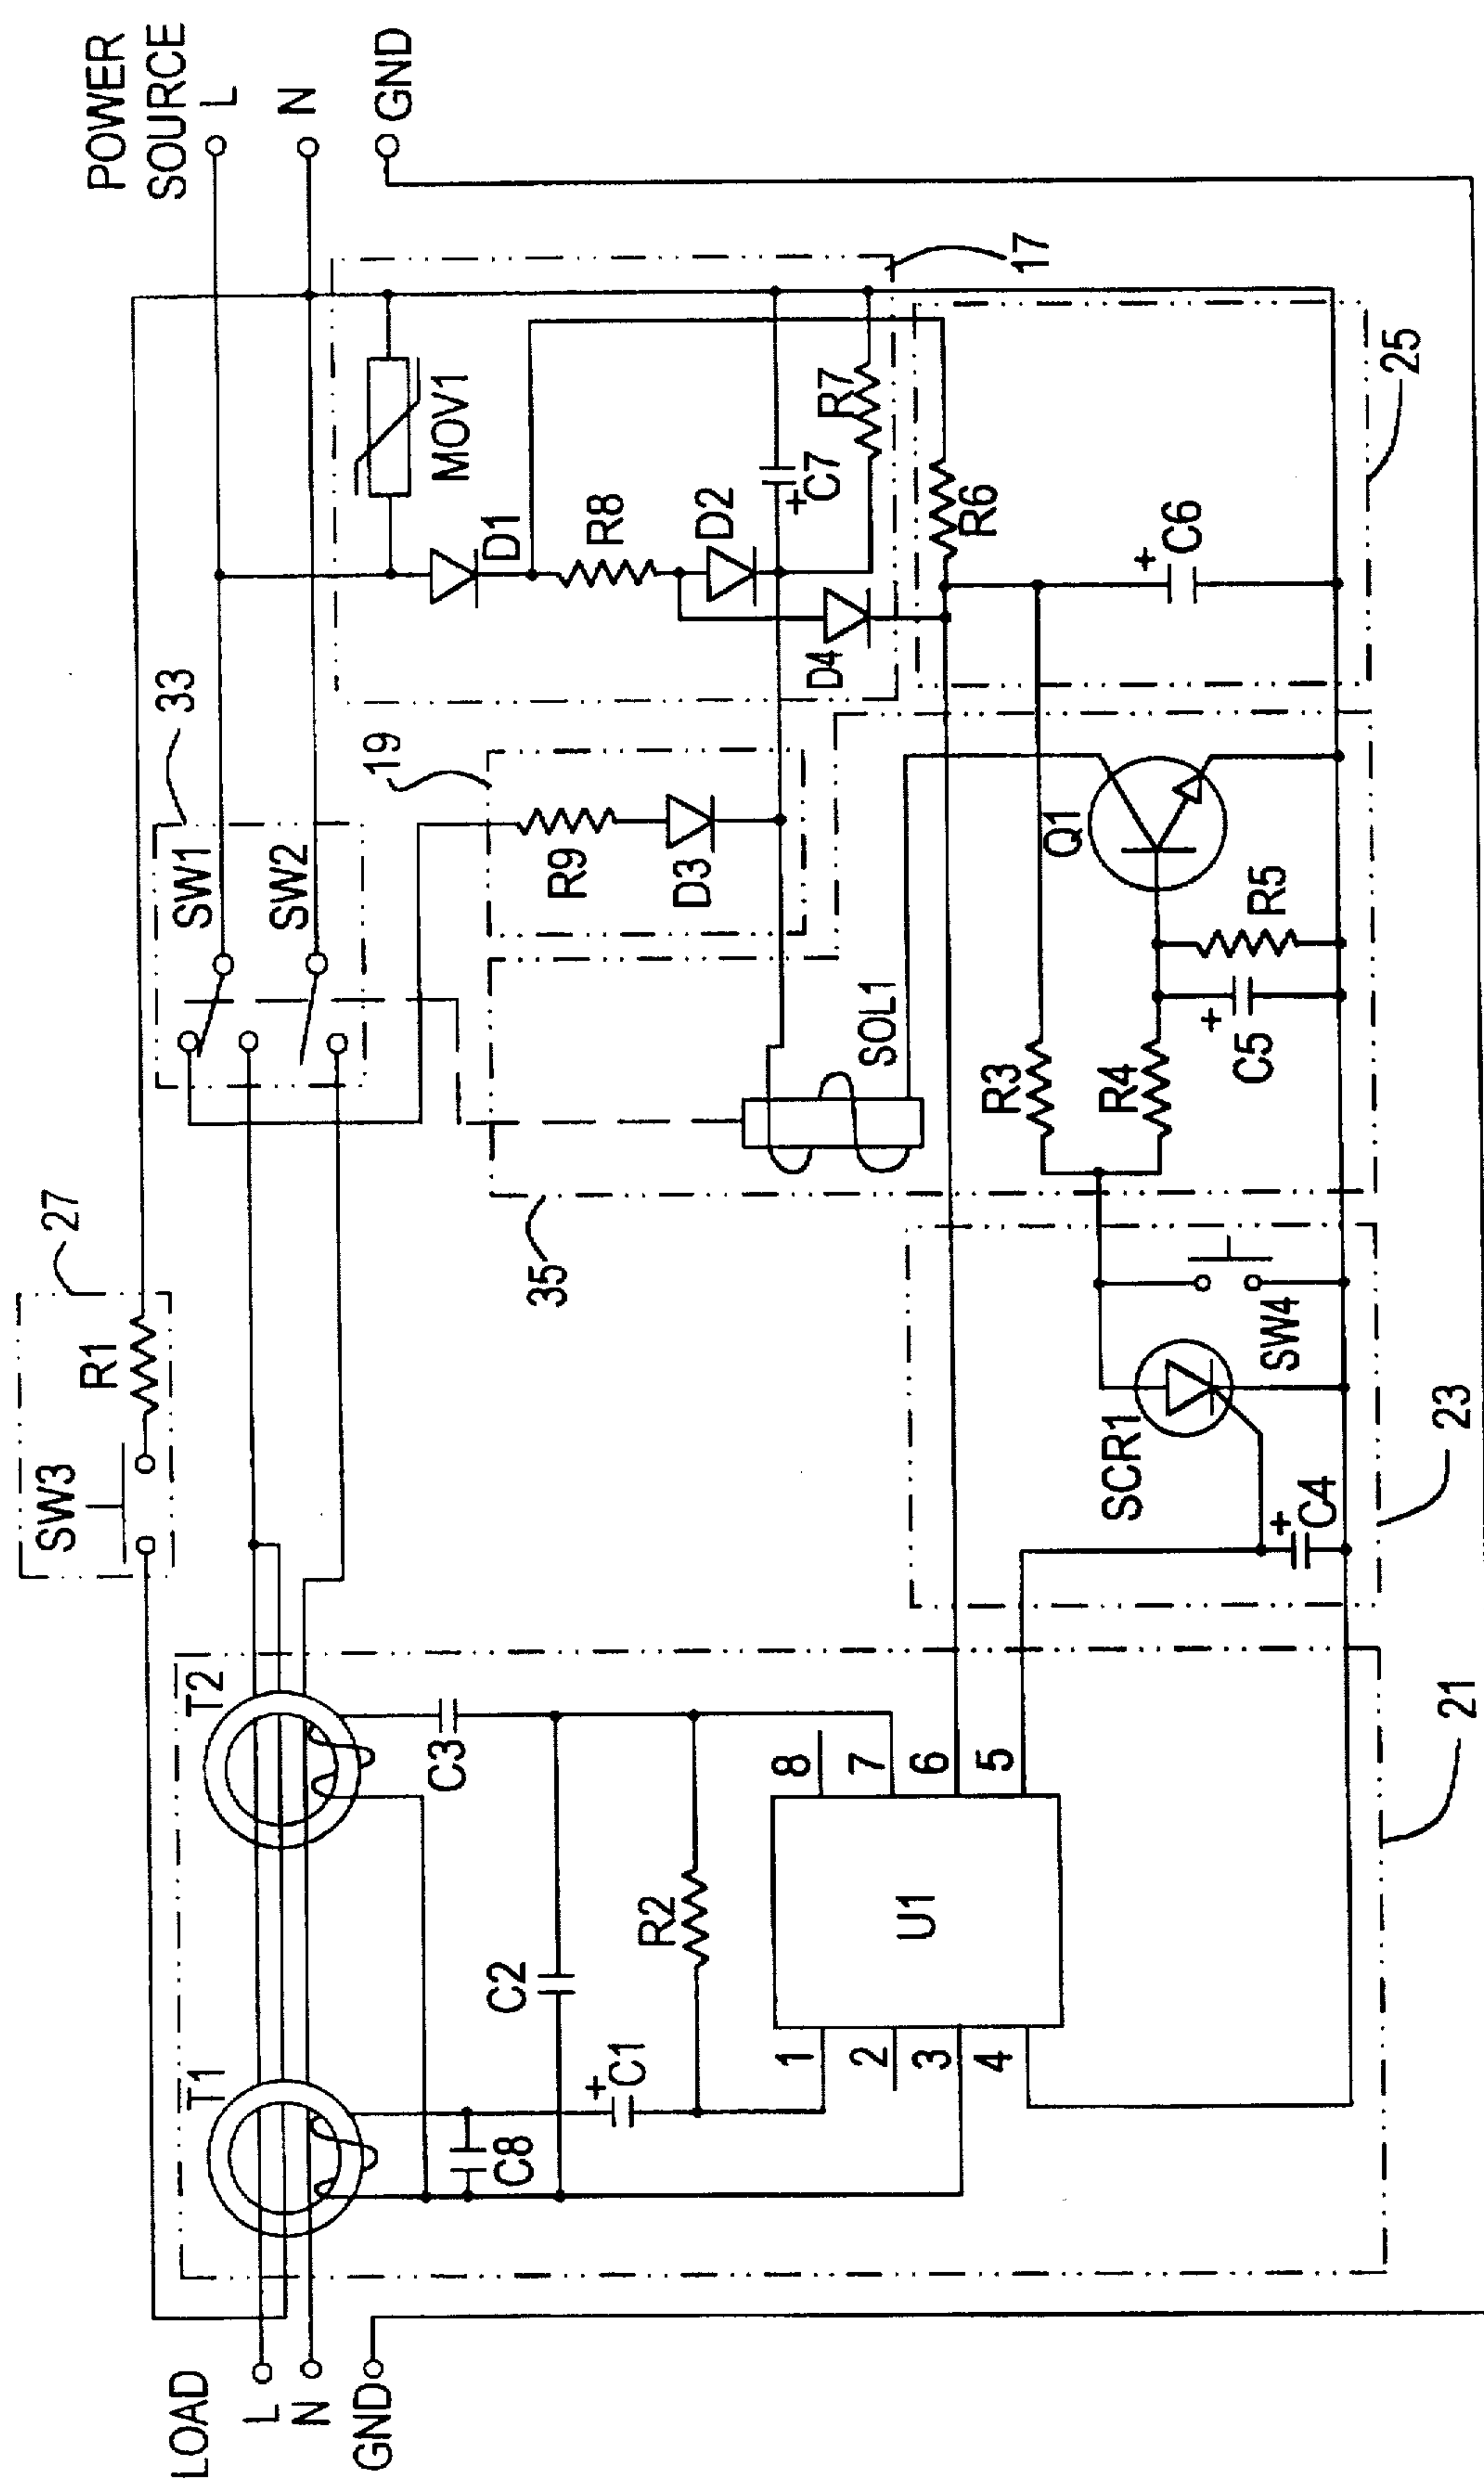 POWER
SOURCE
L
N
GND
17
MOV1
D1
R8
D2
C7
+
R7
D4
R6
C6
+
25
33
SW1
SW2
19
R9
D3
Q1
R5
C5
+
R3
R4
SOL1
35
27
R1
SW3
SCR1
SW4
C4
+
23
T2
C3
T1
C2
R2
C8
C1
+
U1
8
7
6
5
1
2
3
4
21
LOAD
L
N
GND